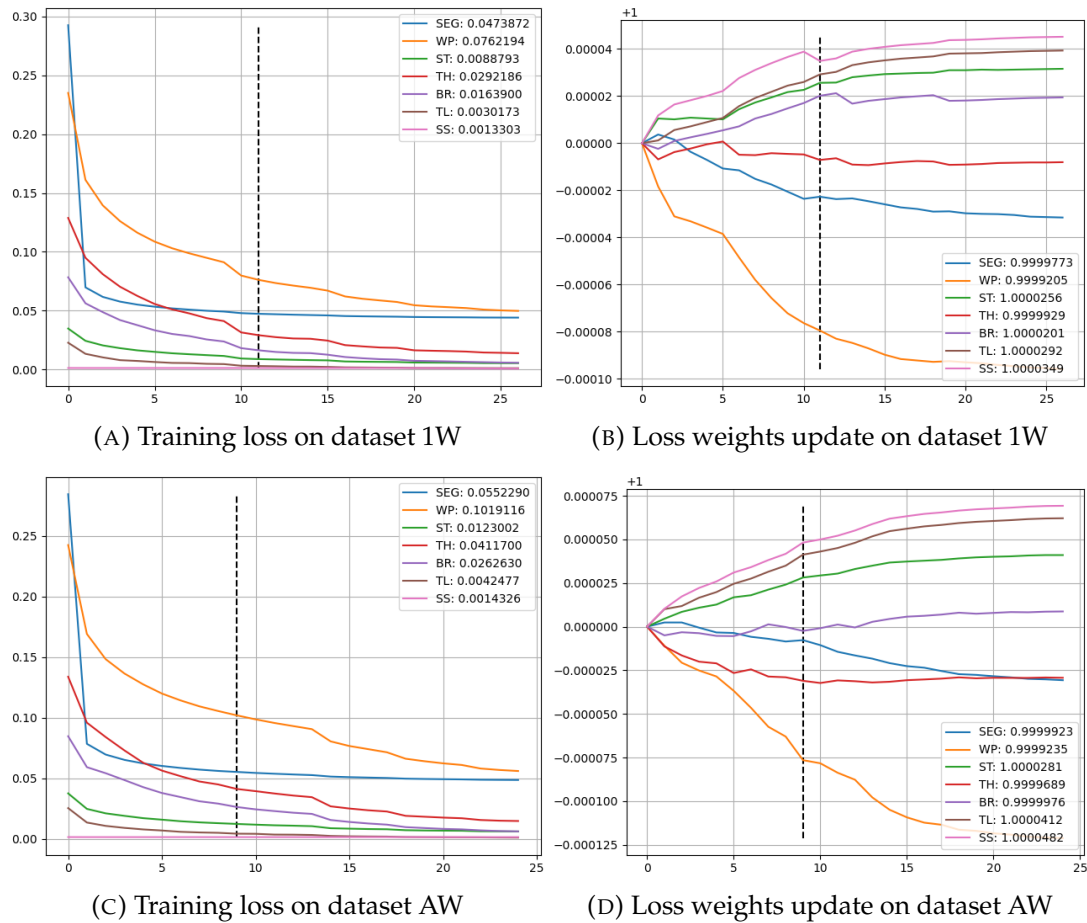 0.30
0.25
0.20
0.15
0.10
0.05
0.00
SEG: 0.0473872
WP: 0.0762194
ST: 0.0088793
TH: 0.0292186
BR: 0.0163900
TL: 0.0030173
SS: 0.0013303
0 5 10 15 20 25
(A) Training loss on dataset 1W
+1
0.00004
0.00002
0.00000
−0.00002
−0.00004
−0.00006
−0.00008
−0.00010
SEG: 0.9999773
WP: 0.9999205
ST: 1.0000256
TH: 0.9999929
BR: 1.0000201
TL: 1.0000292
SS: 1.0000349
0 5 10 15 20 25
(B) Loss weights update on dataset 1W
0.25
0.20
0.15
0.10
0.05
0.00
SEG: 0.0552290
WP: 0.1019116
ST: 0.0123002
TH: 0.0411700
BR: 0.0262630
TL: 0.0042477
SS: 0.0014326
0 5 10 15 20 25
(C) Training loss on dataset AW
+1
0.000075
0.000050
0.000025
0.000000
−0.000025
−0.000050
−0.000075
−0.000100
−0.000125
SEG: 0.9999923
WP: 0.9999235
ST: 1.0000281
TH: 0.9999689
BR: 0.9999976
TL: 1.0000412
SS: 1.0000482
0 5 10 15 20 25
(D) Loss weights update on dataset AW